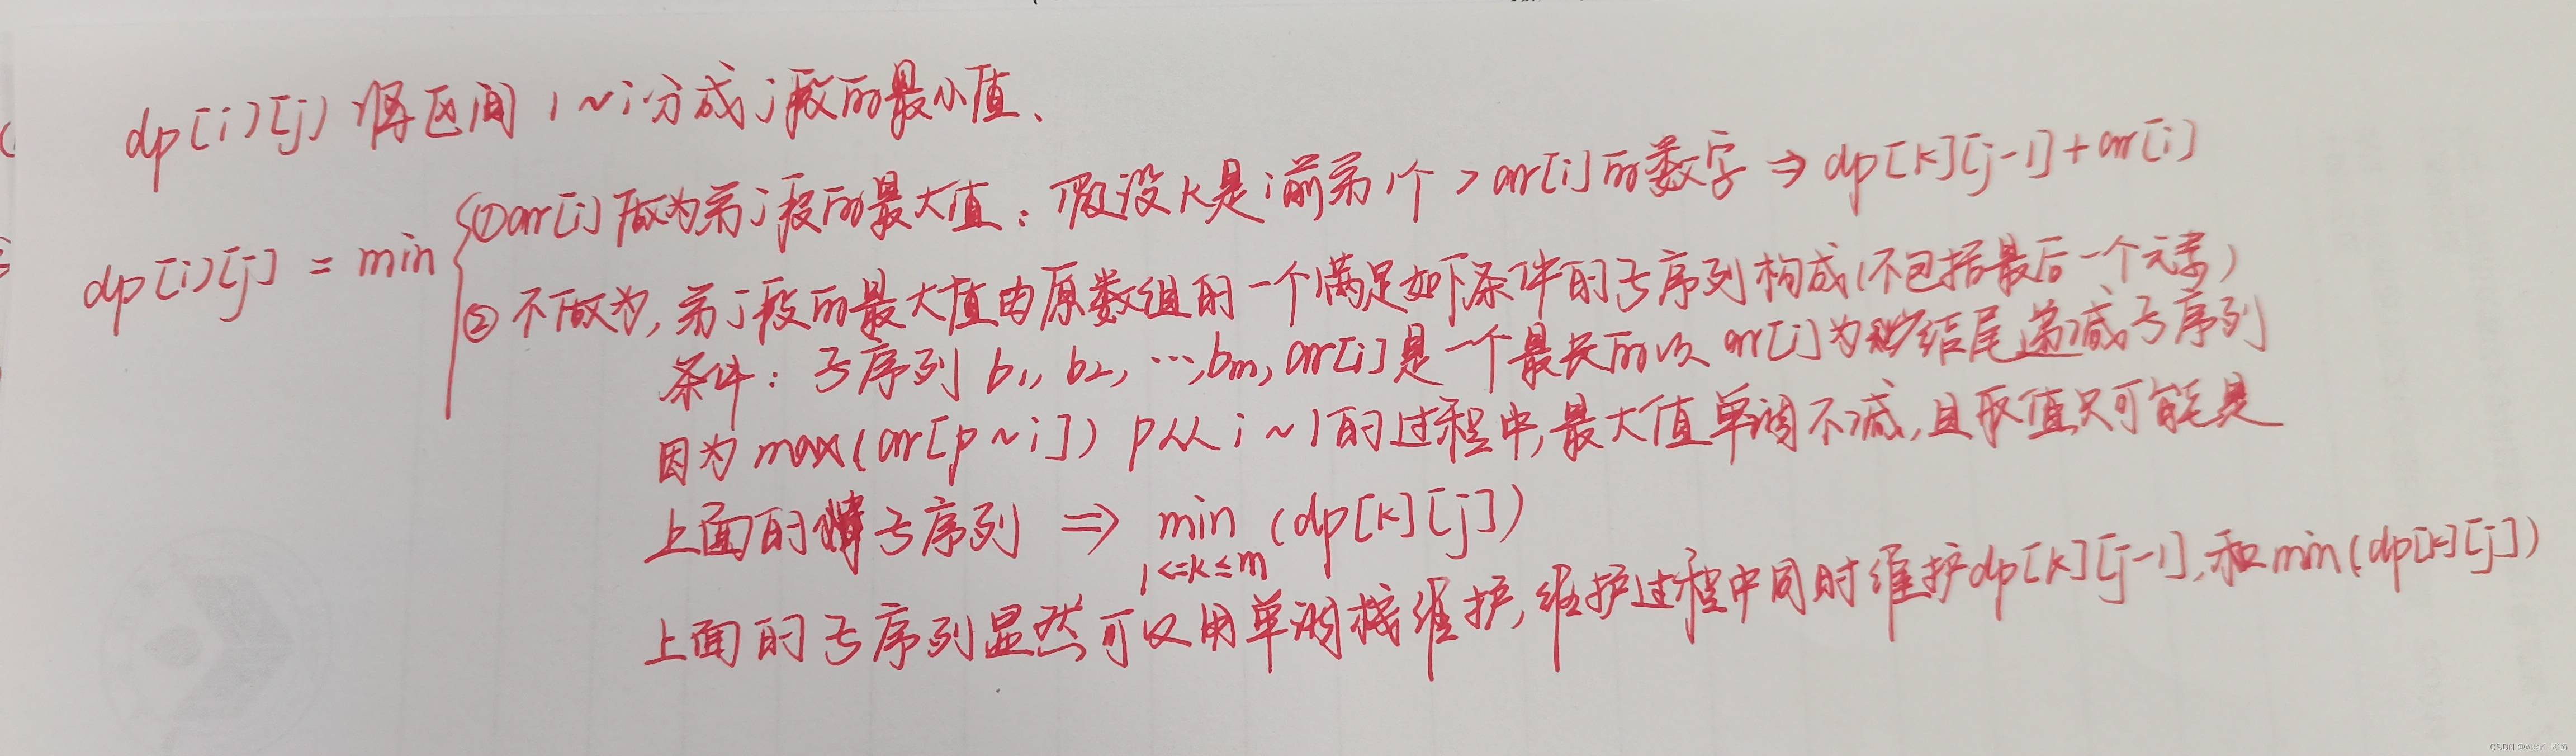 dp[i][j] 将区间 1~i 分成 j 段的最小值、
dp[i][j] = min
① arr[i] 做为第 j 段的最大值:假设 k 是 i 前第 1 个 > arr[i] 的数字 ⇒ dp[k][j-1]+arr[i]
② 不做为,第 j 段的最大值由原数组的一个满足如下条件的子序列构成(不包括最后一个元素)
条件:子序列 b1, b2, ..., bm, arr[i] 是一个最长的以 arr[i] 为结尾递减子序列
因为 max(arr[p~i]) p从 i~1 的过程中,最大值单调不减,且取值只可能是
上面的子序列 ⇒ min (dp[k][j])
1<=k≤m
上面的子序列显然可以用单调栈维护,维护过程中同时维护 dp[k][j-1],和 min(dp[k][j])
CSDN @Akari_Kitō